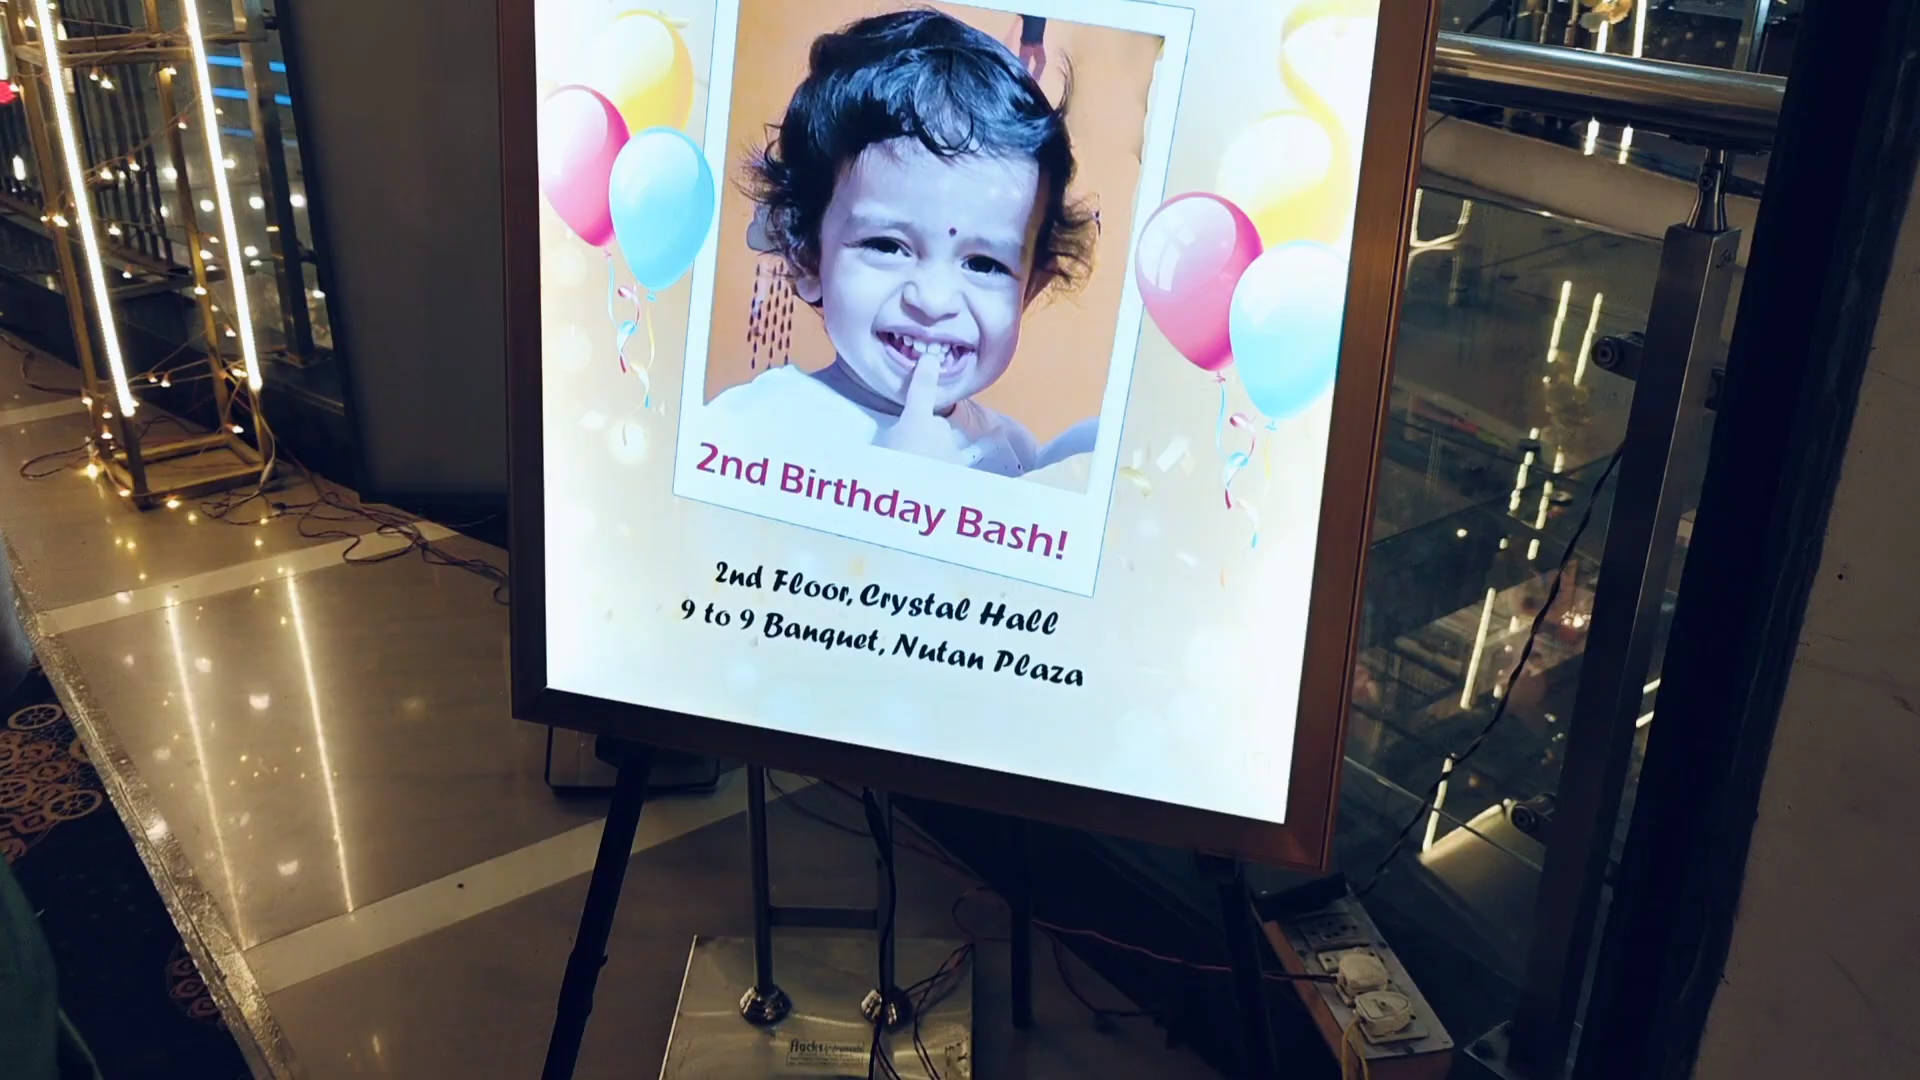 2nd Birthday Bash!
2nd Floor, Crystal Hall
9 to 9 Banquet, Nutan Plaza